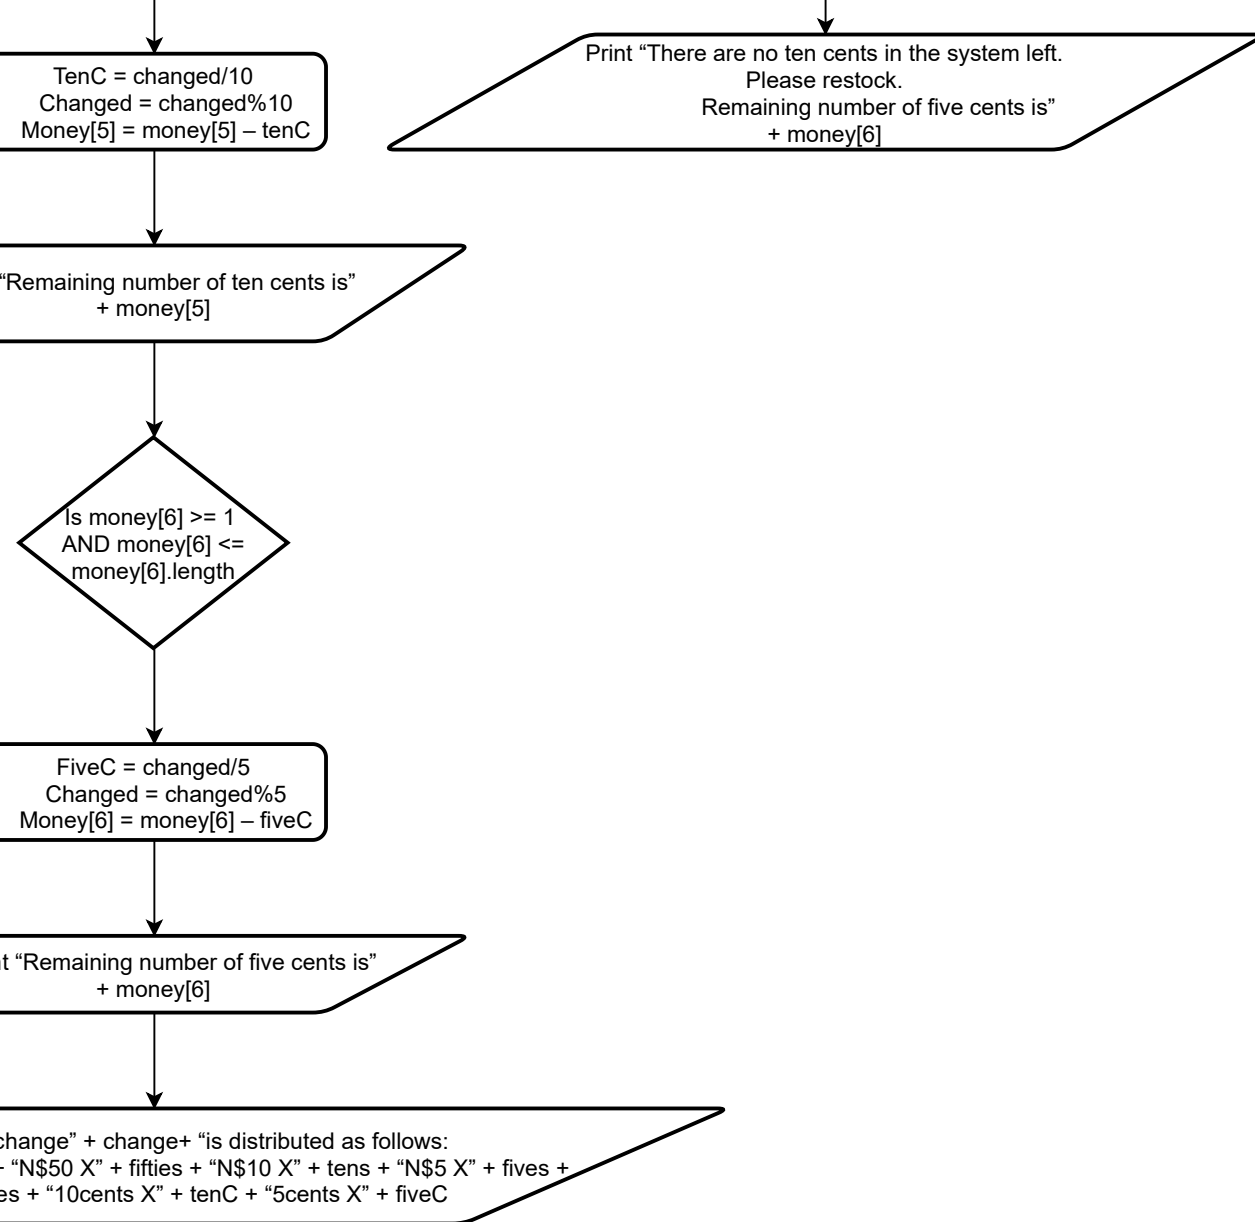 TenC = changed/10
Changed = changed%10
Money[5] = money[5] – tenC
Print “There are no ten cents in the system left.
Please restock.
Remaining number of five cents is”
+ money[6]
“Remaining number of ten cents is”
+ money[5]
Is money[6] >= 1
AND money[6] <=
money[6].length
FiveC = changed/5
Changed = changed%5
Money[6] = money[6] – fiveC
“Remaining number of five cents is”
+ money[6]
change” + change+ “is distributed as follows:
+ “N$50 X” + fifties + “N$10 X” + tens + “N$5 X” + fives +
+ “10cents X” + tenC + “5cents X” + fiveC